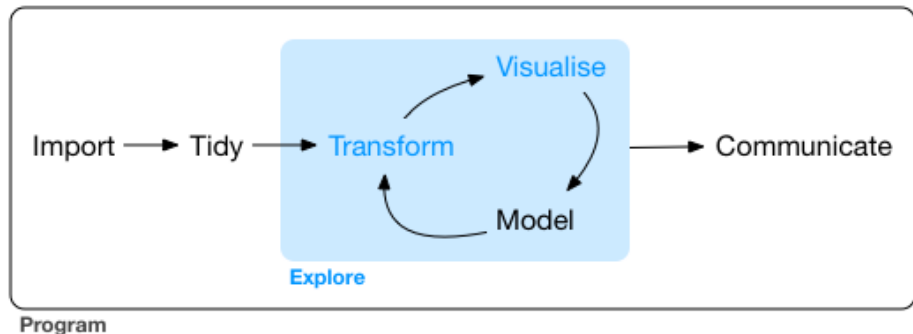 Visualise
Import
Tidy
Transform
Communicate
Model
Explore
Program